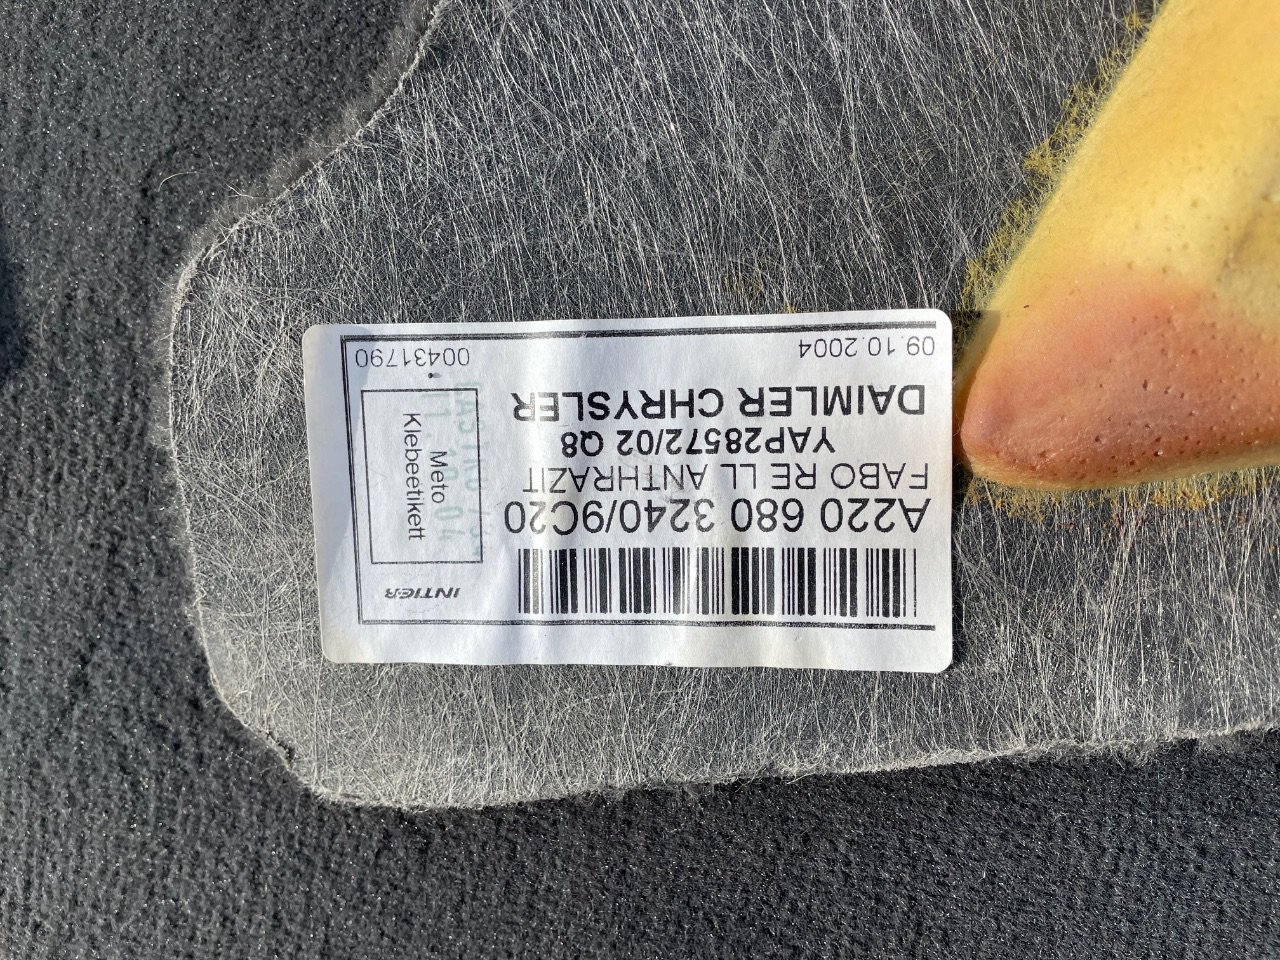 INTIER
A220 680 3240/9C20
FABO RE LL ANTHRAZIT
YAP28572/02 Q8
DAIMLER CHRYSLER
09.10.2004
00431790
Meto
Klebeetikett